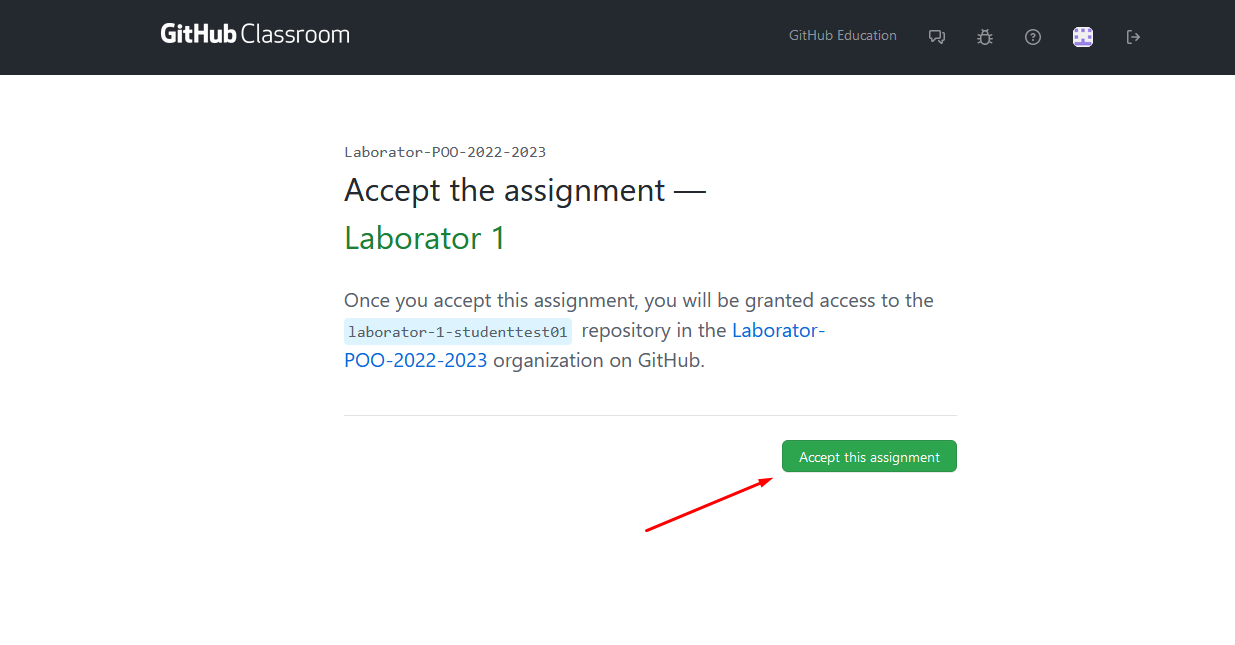 GitHub Classroom
GitHub Education
Laborator-POO-2022-2023
Accept the assignment —
Laborator 1
Once you accept this assignment, you will be granted access to the
laborator-1-studenttest01 repository in the Laborator-
POO-2022-2023 organization on GitHub.
Accept this assignment